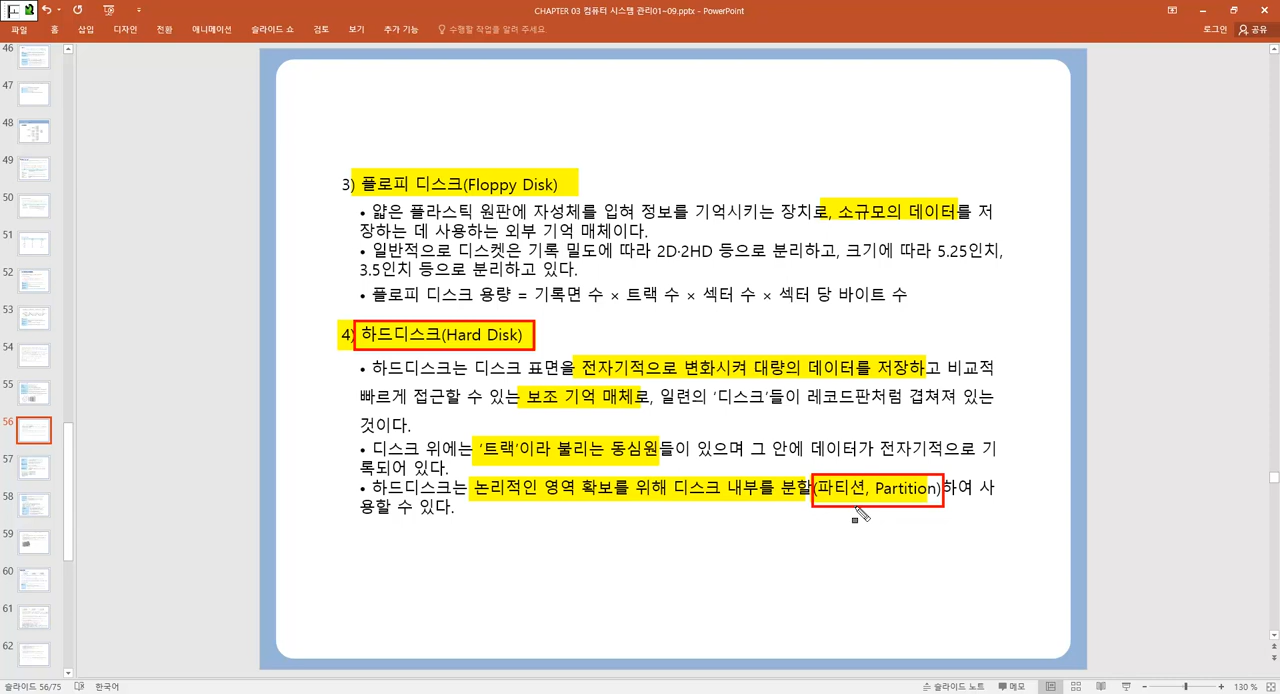 CHAPTER 03 컴퓨터 시스템 관리01~09.pptx - PowerPoint
파일 홈 삽입 디자인 전환 애니메이션 슬라이드 쇼 검토 보기 추가 기능 수행할 작업을 알려 주세요. 로그인 공유
46
47
48
49
50
51
52
53
54
55
56
57
58
59
60
61
62
3) 플로피 디스크(Floppy Disk)
• 얇은 플라스틱 원판에 자성체를 입혀 정보를 기억시키는 장치로, 소규모의 데이터를 저
장하는 데 사용하는 외부 기억 매체이다.
• 일반적으로 디스켓은 기록 밀도에 따라 2D·2HD 등으로 분리하고, 크기에 따라 5.25인치,
3.5인치 등으로 분리하고 있다.
• 플로피 디스크 용량 = 기록면 수 × 트랙 수 × 섹터 수 × 섹터 당 바이트 수
4) 하드디스크(Hard Disk)
• 하드디스크는 디스크 표면을 전자기적으로 변화시켜 대량의 데이터를 저장하고 비교적
빠르게 접근할 수 있는 보조 기억 매체로, 일련의 ‘디스크’들이 레코드판처럼 겹쳐져 있는
것이다.
• 디스크 위에는 ‘트랙’이라 불리는 동심원들이 있으며 그 안에 데이터가 전자기적으로 기
록되어 있다.
• 하드디스크는 논리적인 영역 확보를 위해 디스크 내부를 분할(파티션, Partition)하여 사
용할 수 있다.
슬라이드 56/75 한국어 슬라이드 노트 메모 130 %